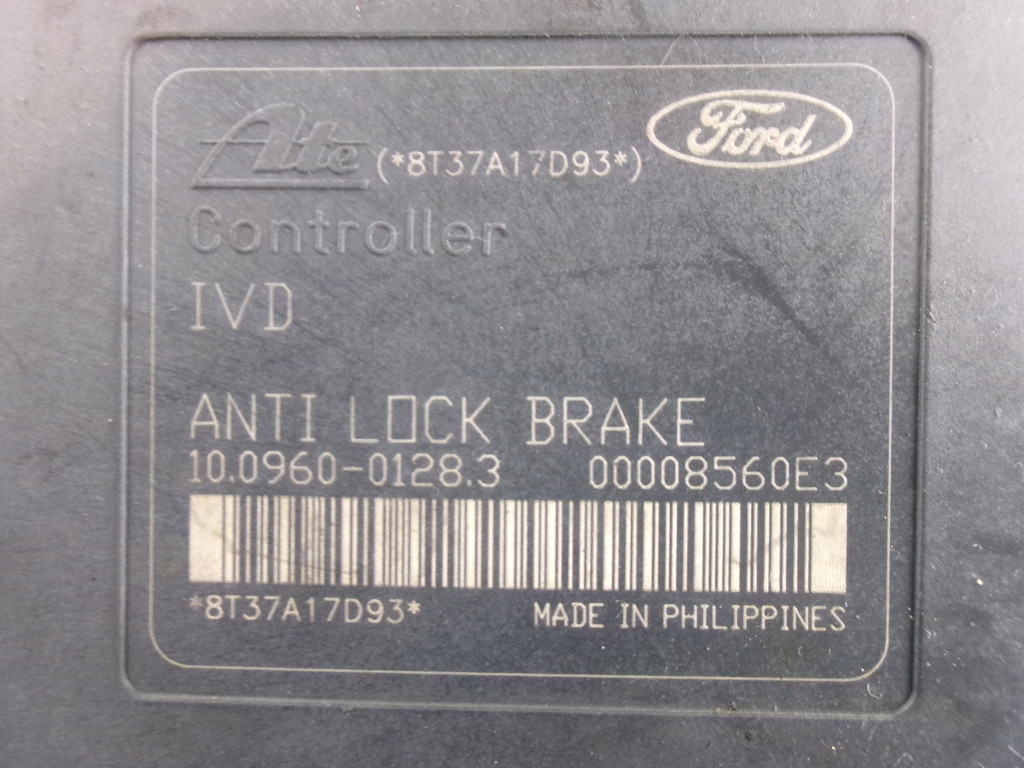 Ate (*8T37A17D93*) Ford
Controller
IVD
ANTI LOCK BRAKE
10.0960-0128.3 00008560E3
*8T37A17D93* MADE IN PHILIPPINES